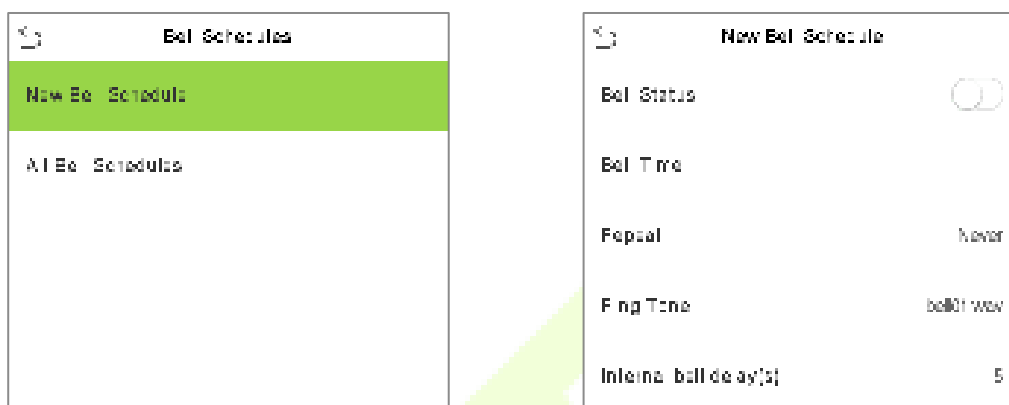 Bell Schedules
New Bell Schedule
All Bell Schedules
New Bell Schedule
Bell Status
Bell Time
Repeat Never
Ring Tone bell01.wav
Internal bell delay(s) 5